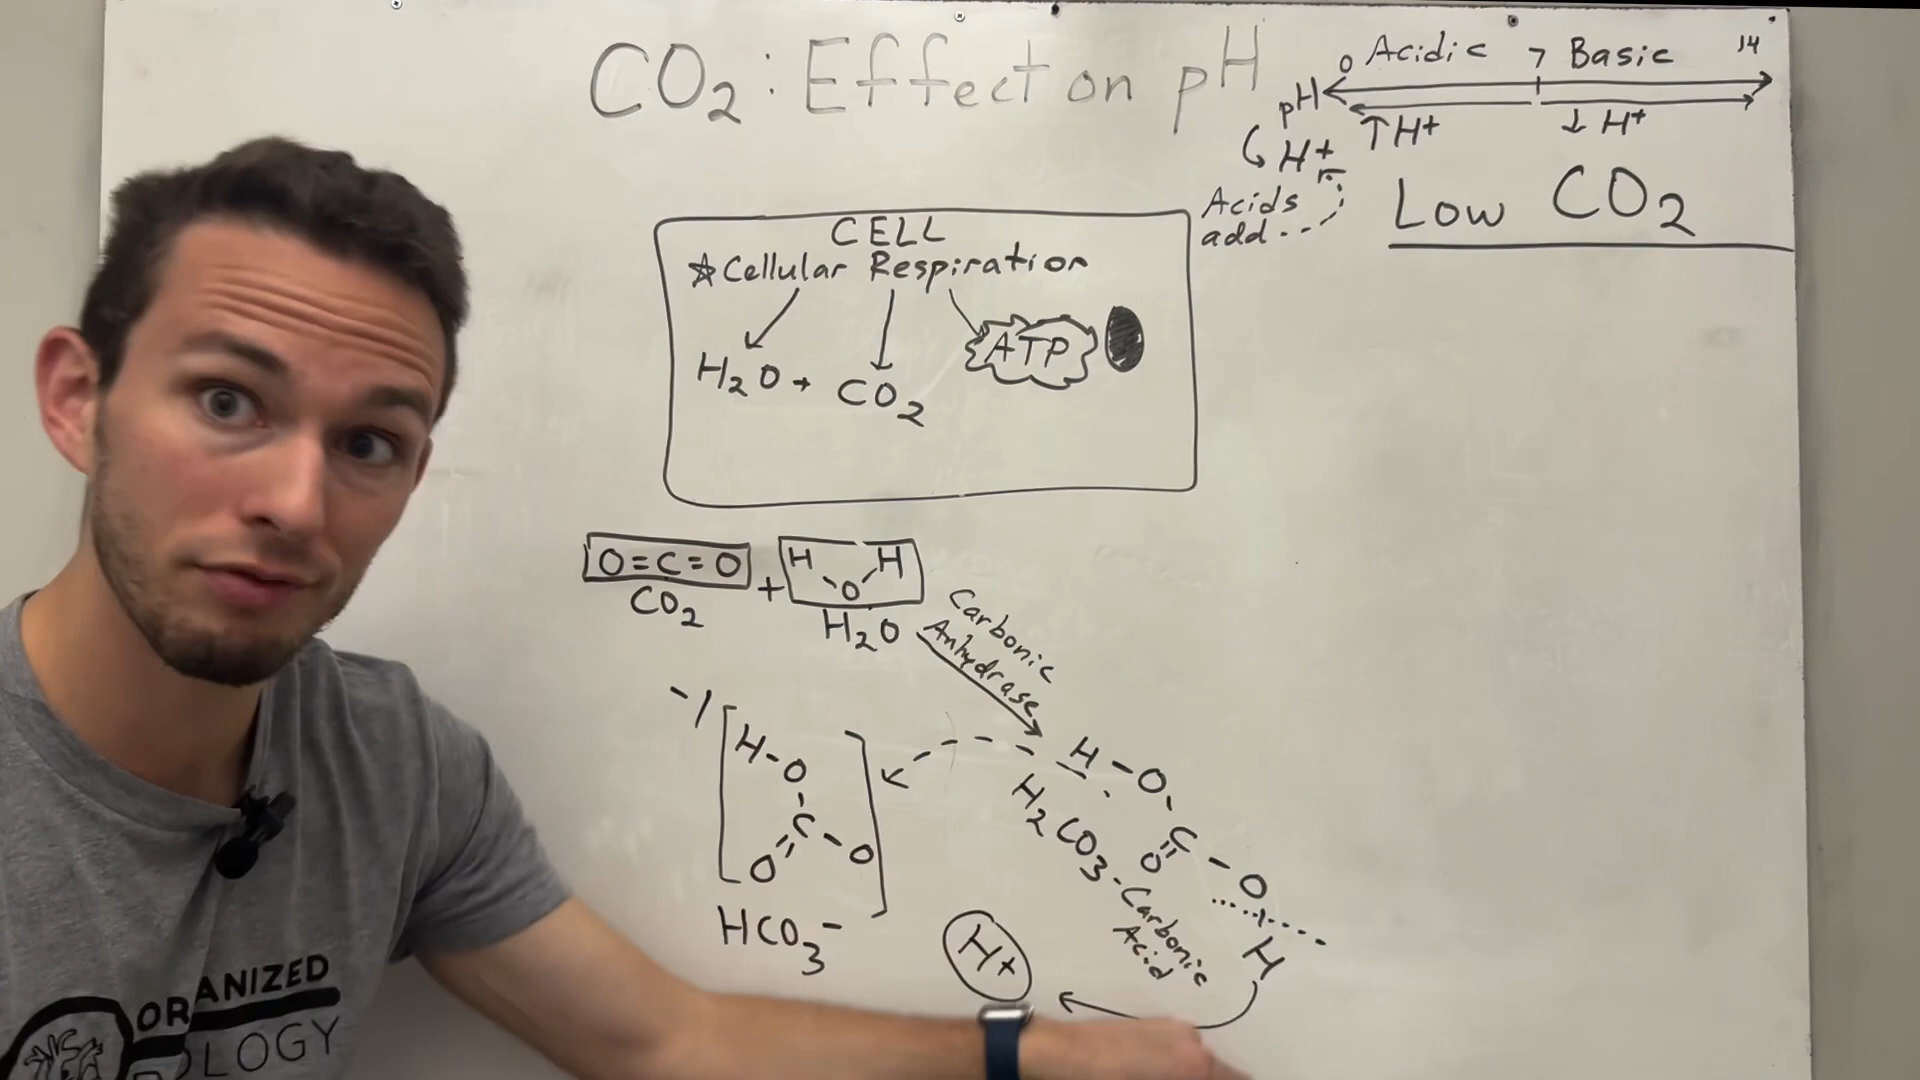 CO2: Effect on pH
0 Acidic 7 Basic 14
pH
↑H+ ↓ H+
H+
Acids
add
Low CO2
CELL
☆Cellular Respiration
H2O + CO2
ATP
O=C=O + H H
O
CO2 H2O
Carbonic
Anhydrase
-1
H-O
C
O O
HCO3-
H-O
C
O O
H
H2CO3-Carbonic
Acid
H+
ORGANIZED
BIOLOGY